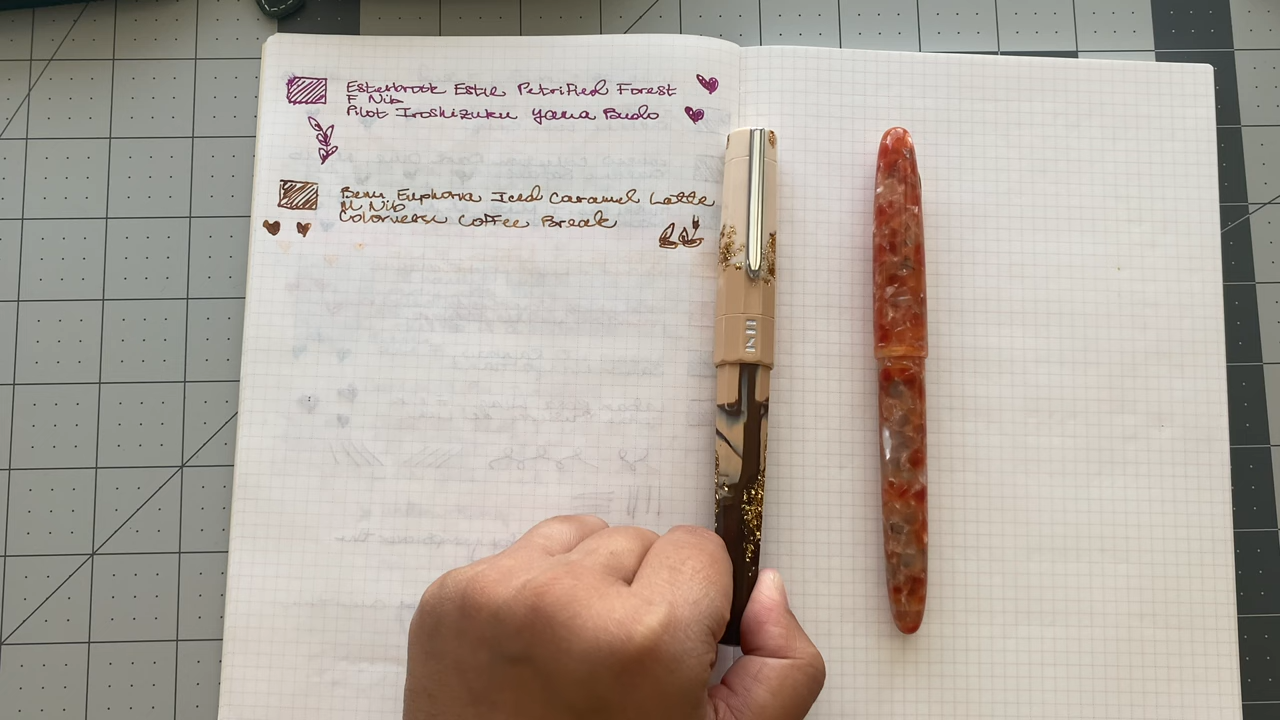 Esterbrook Estie Petrified Forest
F Nib
Pilot Iroshizuku Yama Budo
Benu Euphoria Iced Caramel Latte
M Nib
Colorverse Coffee Break